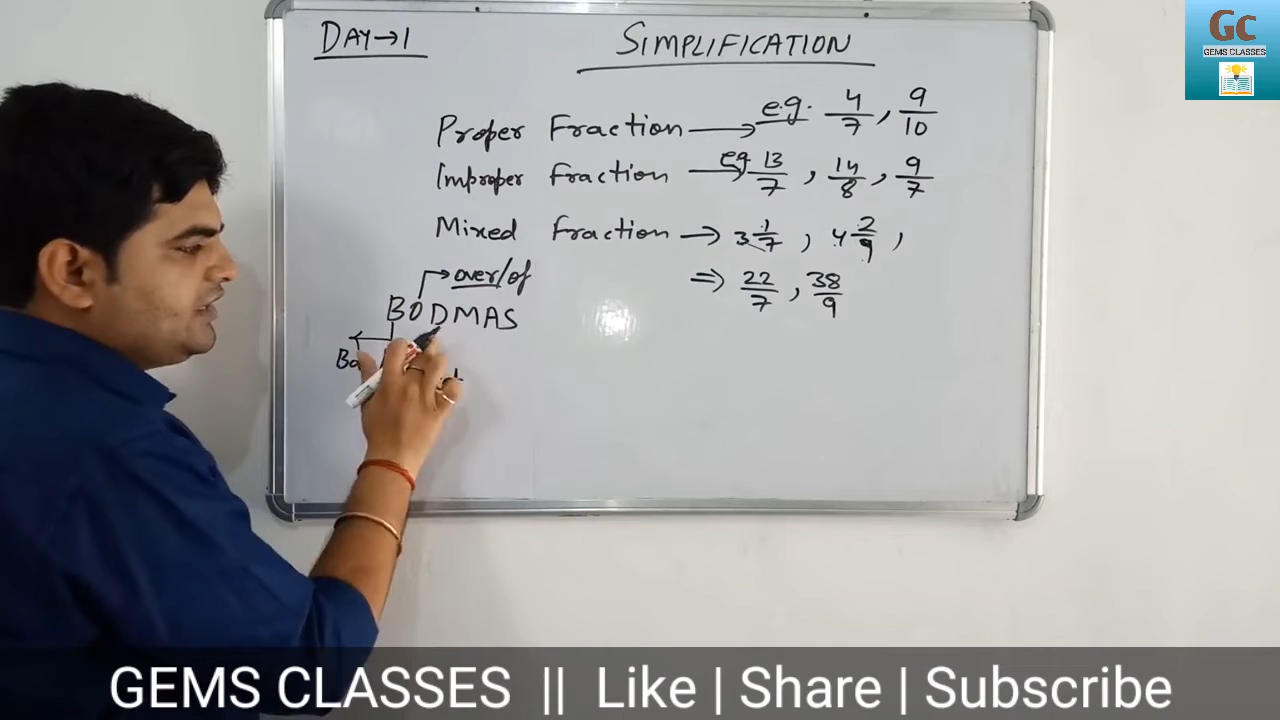 DAY→1
SIMPLIFICATION
Proper Fraction → e.g. 4/7, 9/10
Improper Fraction → eg 13/7, 14/8, 9/7
Mixed Fraction → 3 1/7, 4 2/9,
⇒ 22/7, 38/9
over/of
BODMAS
GC
GEMS CLASSES
GEMS CLASSES || Like | Share | Subscribe